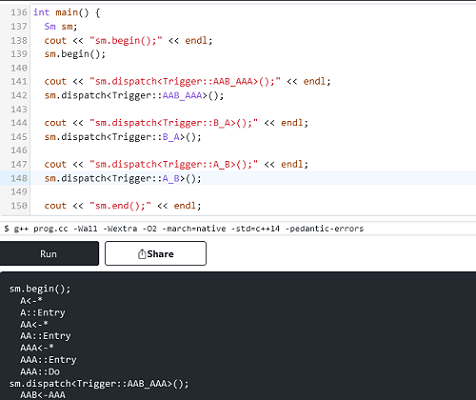 136 int main() {
137 Sm sm;
138 cout << "sm.begin();" << endl;
139 sm.begin();
140
141 cout << "sm.dispatch<Trigger::AAB_AAA>();" << endl;
142 sm.dispatch<Trigger::AAB_AAA>();
143
144 cout << "sm.dispatch<Trigger::B_A>();" << endl;
145 sm.dispatch<Trigger::B_A>();
146
147 cout << "sm.dispatch<Trigger::A_B>();" << endl;
148 sm.dispatch<Trigger::A_B>();
149
150 cout << "sm.end();" << endl;
$ g++ prog.cc -Wall -Wextra -O2 -march=native -std=c++14 -pedantic-errors
Run Share
sm.begin();
A<-*
A::Entry
AA<-*
AA::Entry
AAA<-*
AAA::Entry
AAA::Do
sm.dispatch<Trigger::AAB_AAA>();
AAB<-AAA